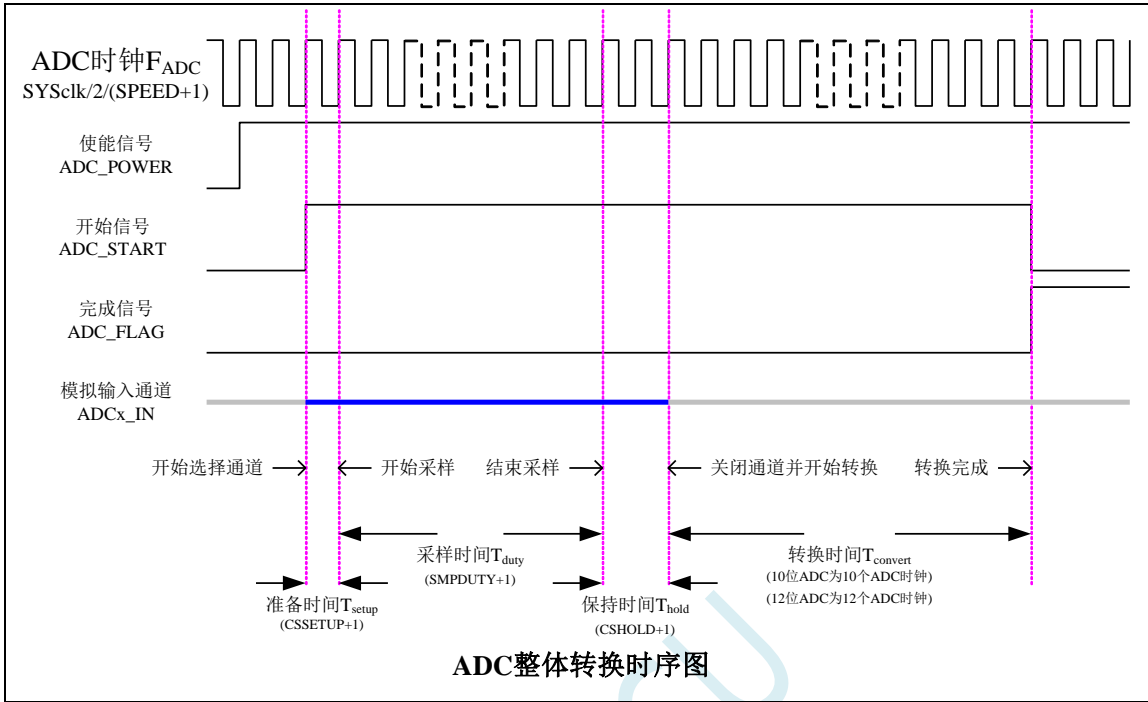 ADC时钟F_ADC
SYSclk/2/(SPEED+1)
使能信号
ADC_POWER
开始信号
ADC_START
完成信号
ADC_FLAG
模拟输入通道
ADCx_IN
开始选择通道 开始采样 结束采样 关闭通道并开始转换 转换完成
采样时间T_duty
(SMPDUTY+1)
转换时间T_convert
(10位ADC为10个ADC时钟)
(12位ADC为12个ADC时钟)
准备时间T_setup
(CSSETUP+1)
保持时间T_hold
(CSHOLD+1)
ADC整体转换时序图